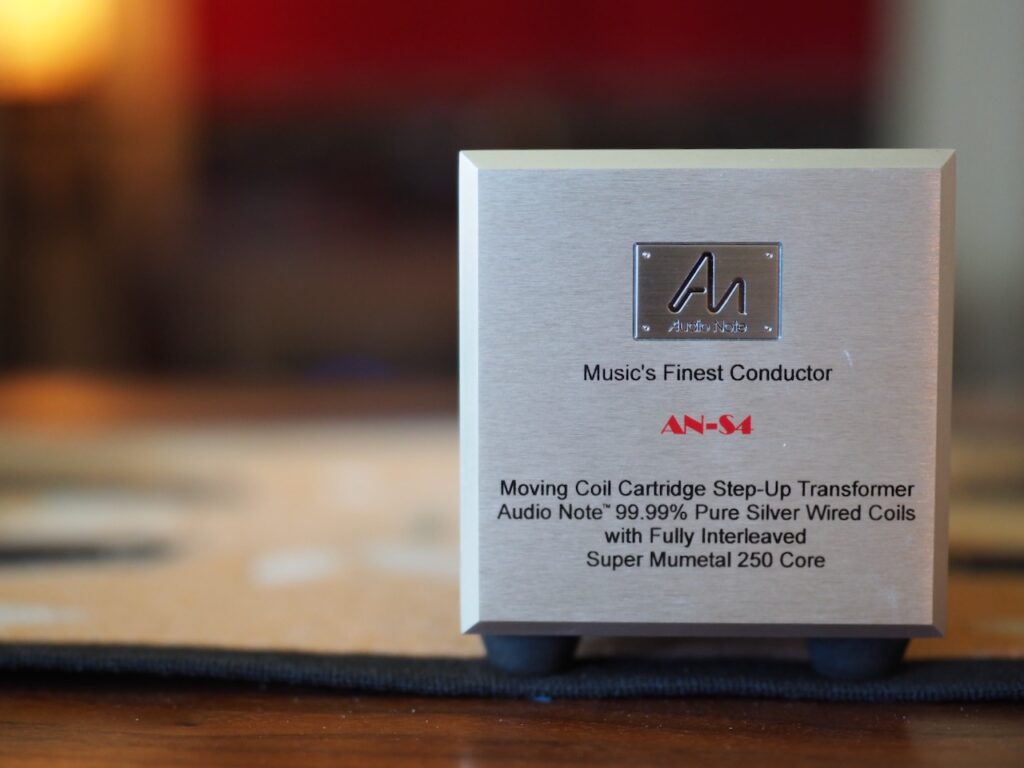 An
Audio Note
Music's Finest Conductor
AN-S4
Moving Coil Cartridge Step-Up Transformer
Audio Note™ 99.99% Pure Silver Wired Coils
with Fully Interleaved
Super Mumetal 250 Core